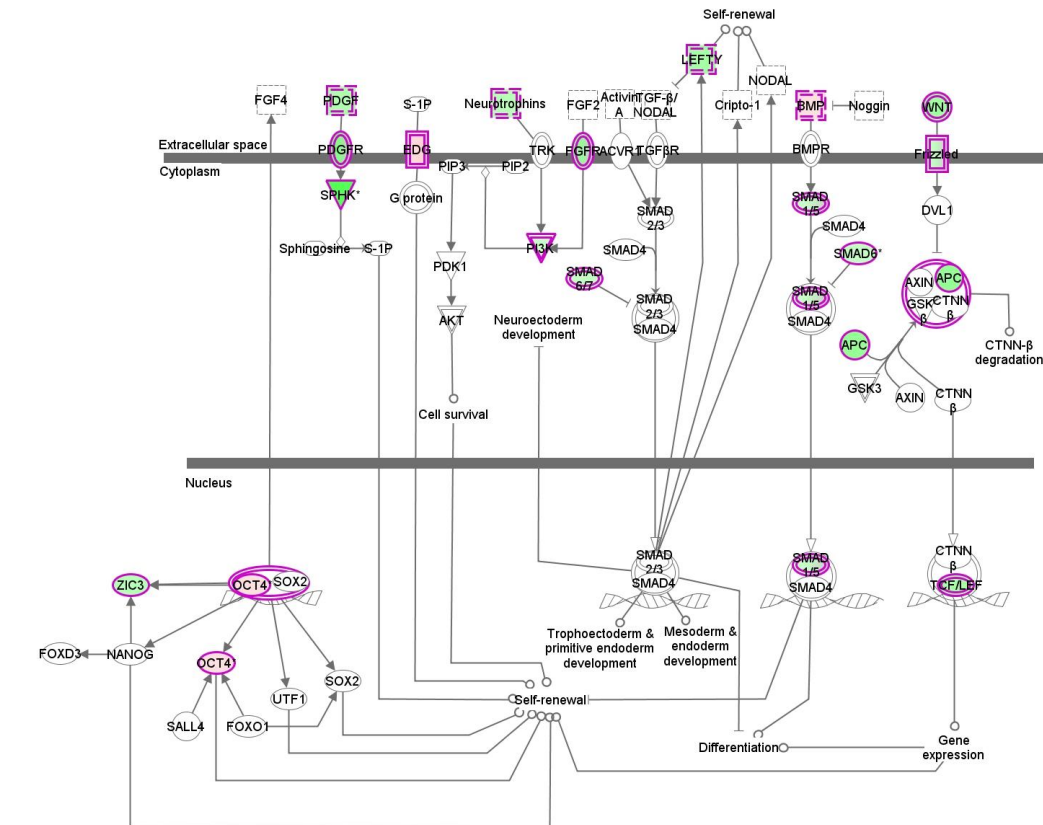 Self-renewal
LEFTY
NODAL
FGF4
PDGF
S-1P
Neurotrophins
FGF2
Activin
A
TGF-β/
NODAL
Cripto-1
BMP
Noggin
WNT
Extracellular space
PDGFR
EDG
TRK
FGFR
ACVR1
TGFβR
BMPR
Frizzled
Cytoplasm
PIP3
PIP2
SPHK*
G protein
SMAD
2/3
SMAD
1/5
SMAD4
DVL1
Sphingosine
S-1P
PI3K
SMAD4
SMAD6*
PDK1
SMAD
6/7
AXIN
APC
GSK
β
CTNN
β
SMAD
2/3
SMAD4
SMAD
1/5
SMAD4
AKT
Neuroectoderm
development
APC
CTNN-β
degradation
GSK3
AXIN
CTNN
β
Cell survival
Nucleus
ZIC3
OCT4*
SOX2
SMAD
2/3
SMAD4
SMAD
1/5
SMAD4
CTNN
β
TCF/LEF
FOXD3
NANOG
OCT4*
SOX2
UTF1
SALL4
FOXO1
Trophoectoderm &
primitive endoderm
development
Mesoderm &
endoderm
development
Self-renewal
Differentiation
Gene
expression